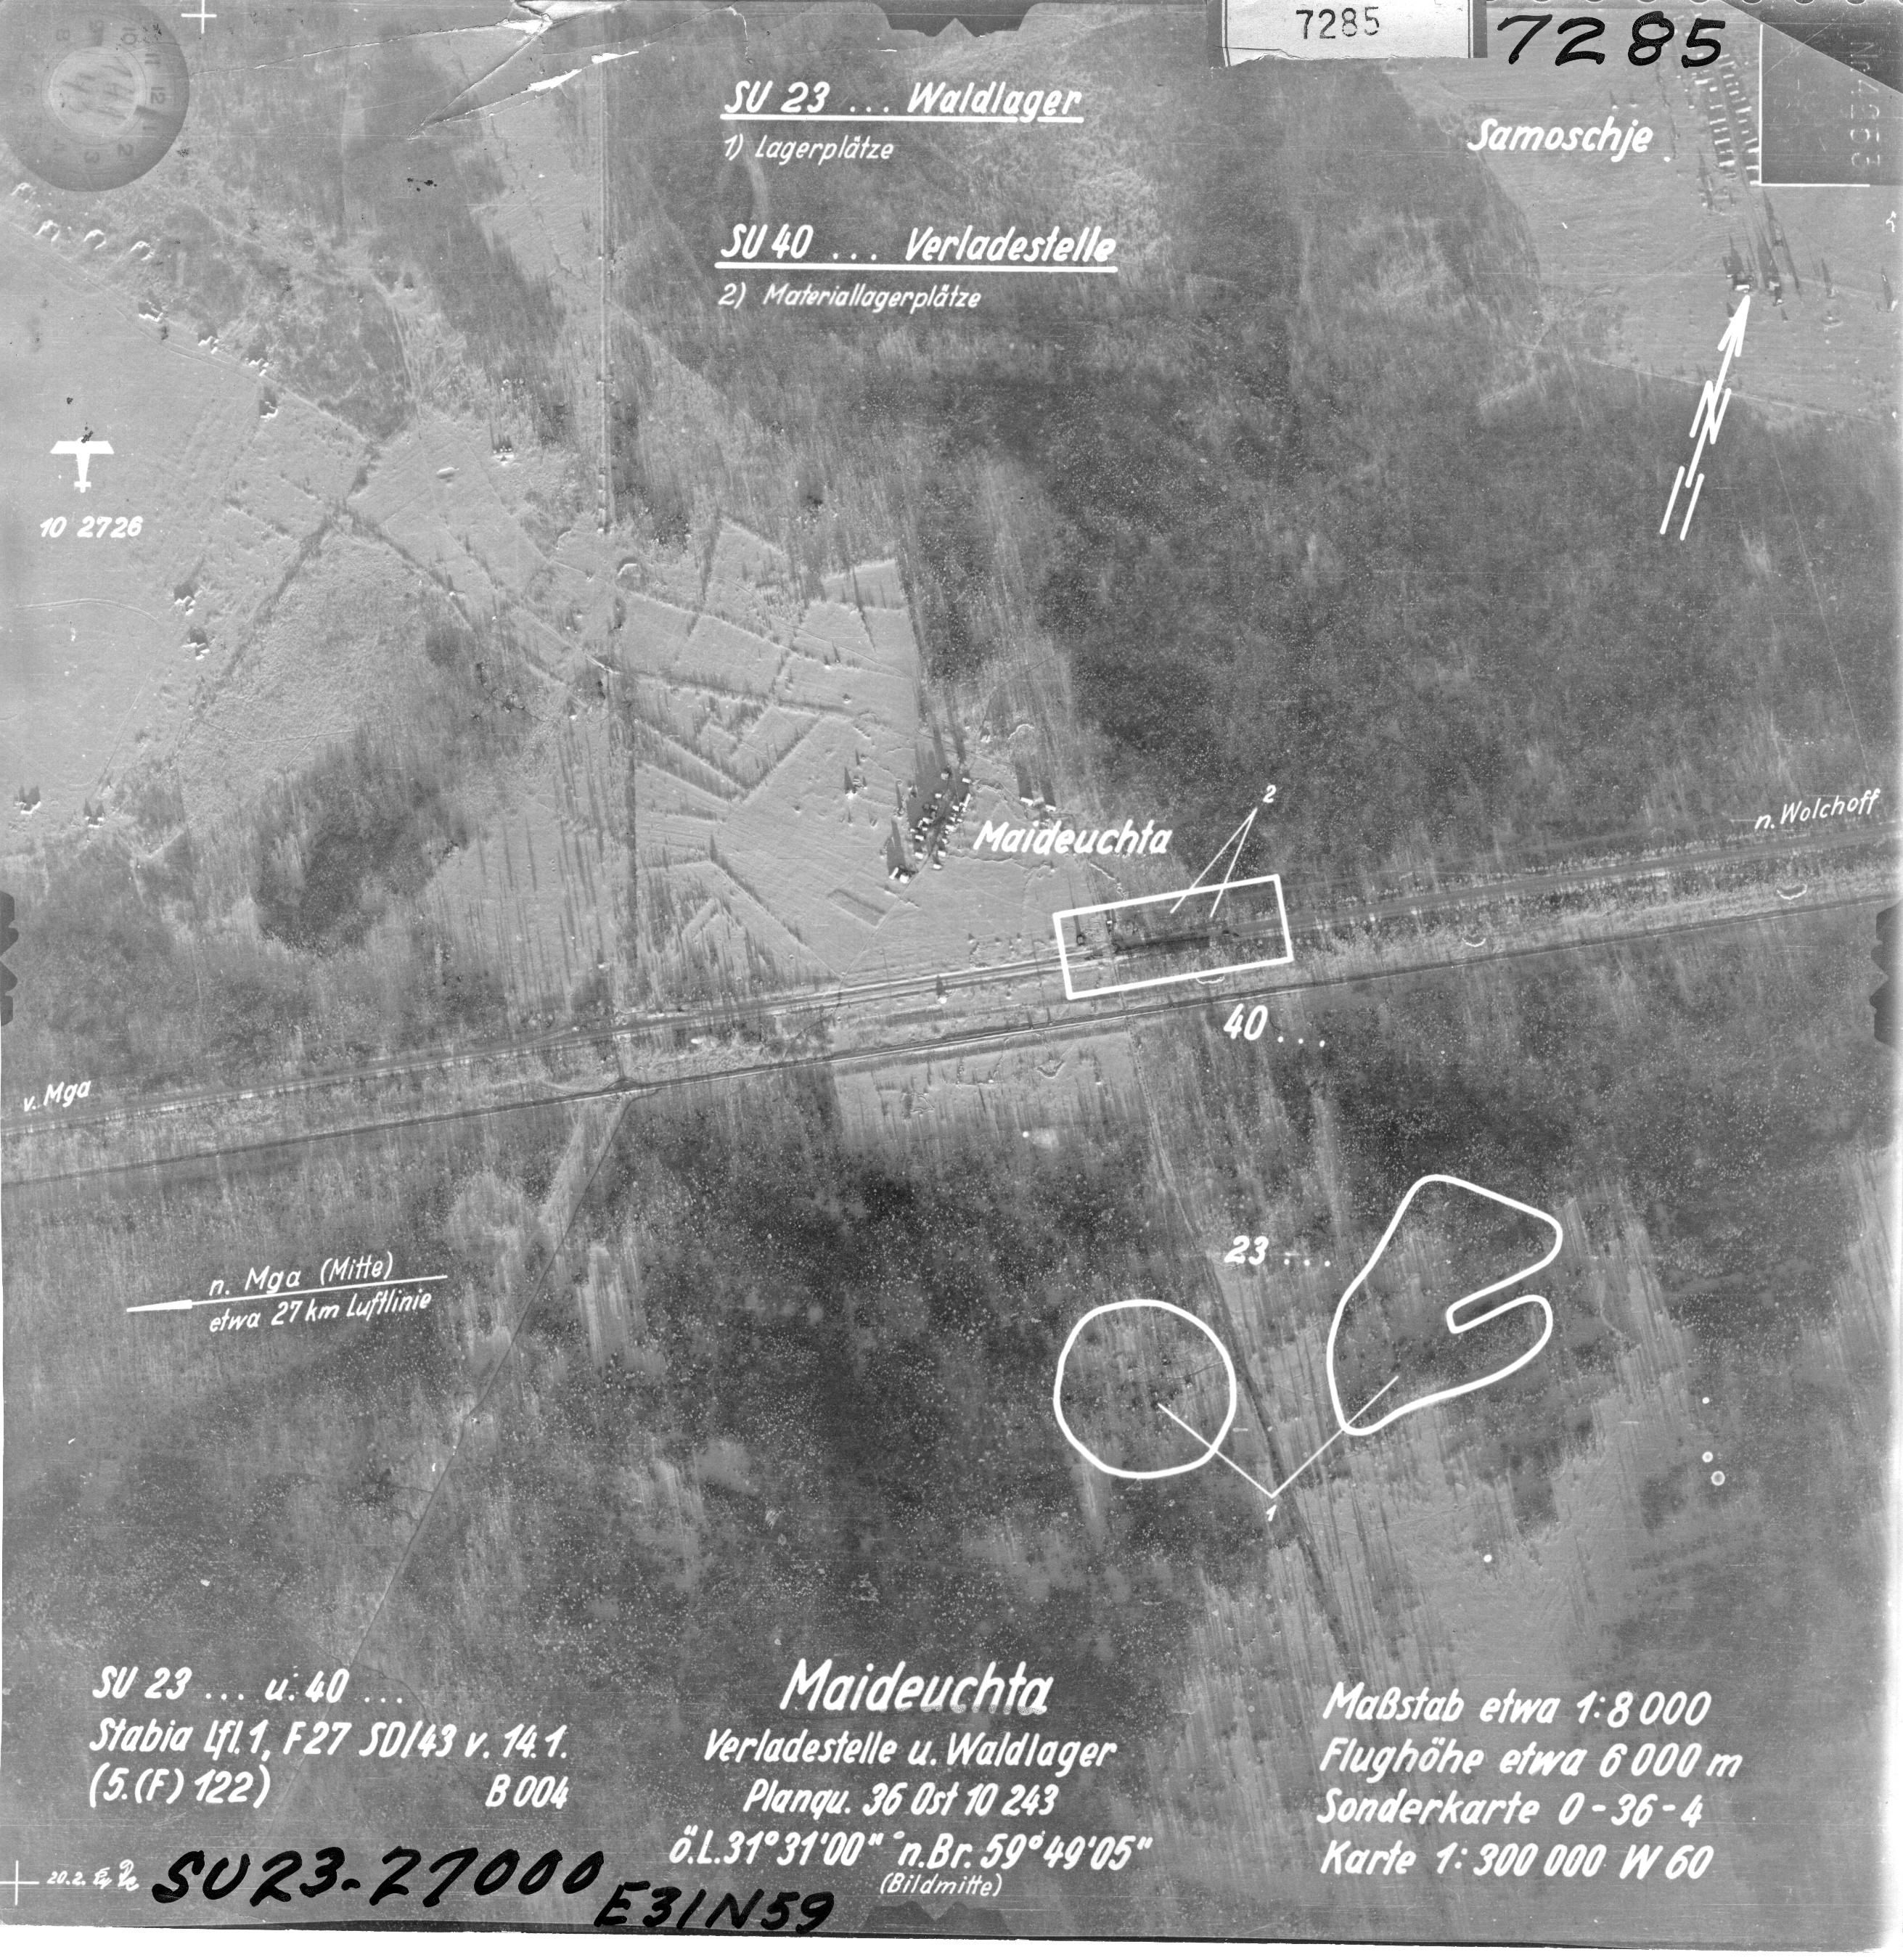 7285
7285
SU 23 ... Waldlager
1) Lagerplätze
SU 40 ... Verladestelle
2) Materiallagerplätze
Samoschje
N
10 2726
2
Maideuchta
n. Wolchoff
40 ...
v. Mga
23 ...
n. Mga (Mitte)
etwa 27 km Luftlinie
1
SU 23 ... u. 40 ...
Stabia Lfl. 1, F 27 SD/43 v. 14.1.
(5.(F) 122) B 004
Maideuchta
Verladestelle u. Waldlager
Planqu. 36 Ost 10 243
ö.L. 31° 31' 00" n.Br. 59° 49' 05"
(Bildmitte)
Maßstab etwa 1:8 000
Flughöhe etwa 6 000 m
Sonderkarte O-36-4
Karte 1:300 000 W 60
20.2.
SU23-27000
E31N59